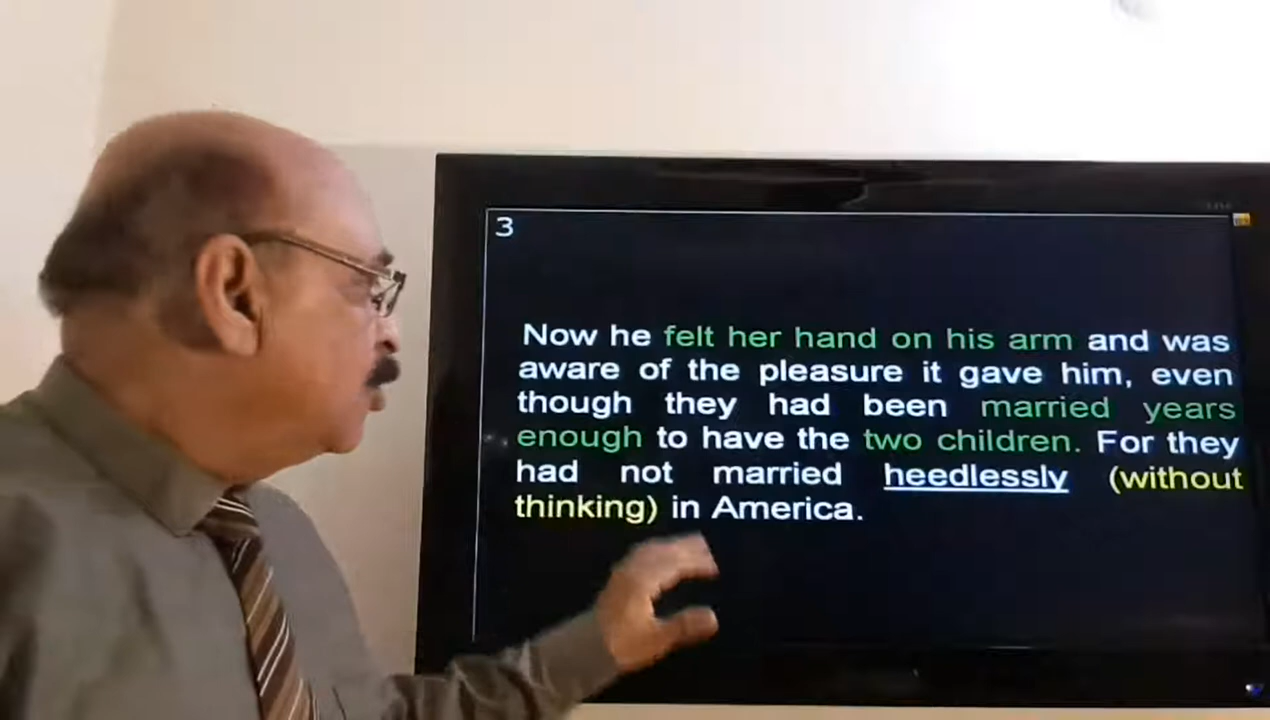 3
Now he felt her hand on his arm and was
aware of the pleasure it gave him, even
though they had been married years
enough to have the two children. For they
had not married heedlessly (without
thinking) in America.